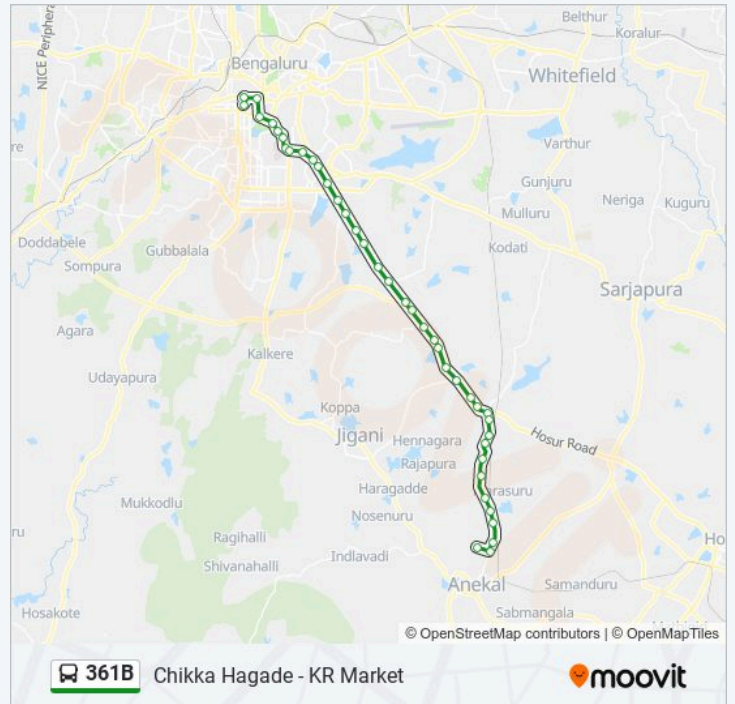 Belthur
Koralur
Bengaluru
NICE Periphera
Whitefield
re
Varthur
Gunjuru
Neriga
Kuguru
Mulluru
Doddabele
Gubbalala
Kodati
Sompura
Sarjapura
Agara
Kalkere
Udayapura
Koppa
Jigani
Hennagara
Hosur Road
Rajapura
Haragadde
arasuru
Mukkodlu
Nosenuru
ru
Ragihalli
Ho
Indlavadi
Shivanahalli
Anekal
Samanduru
Hosakote
Sabmangala
© OpenStreetMap contributors | © OpenMapTiles
361B Chikka Hagade - KR Market moovit